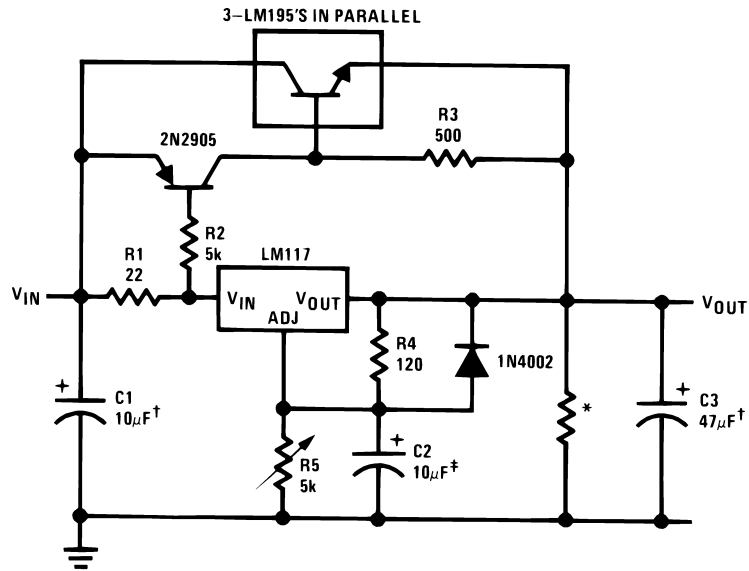 3–LM195'S IN PARALLEL
2N2905
R3
500
R2
5k
R1
22
LM117
VIN
VIN
VOUT
ADJ
VOUT
R4
120
1N4002
+
C1
10μF†
R5
5k
+
C2
10μF‡
*
+
C3
47μF†